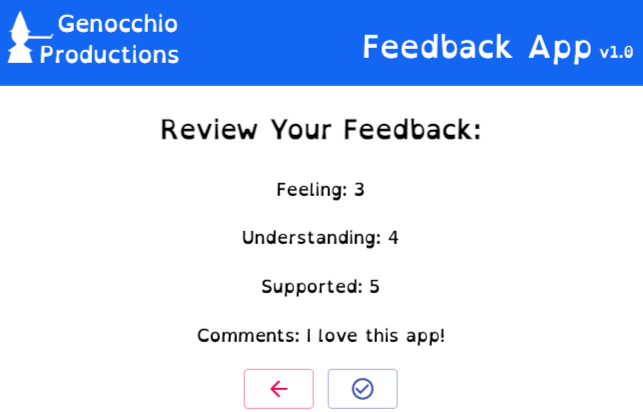 Genocchio
Productions
Feedback App v1.0
Review Your Feedback:
Feeling: 3
Understanding: 4
Supported: 5
Comments: I love this app!